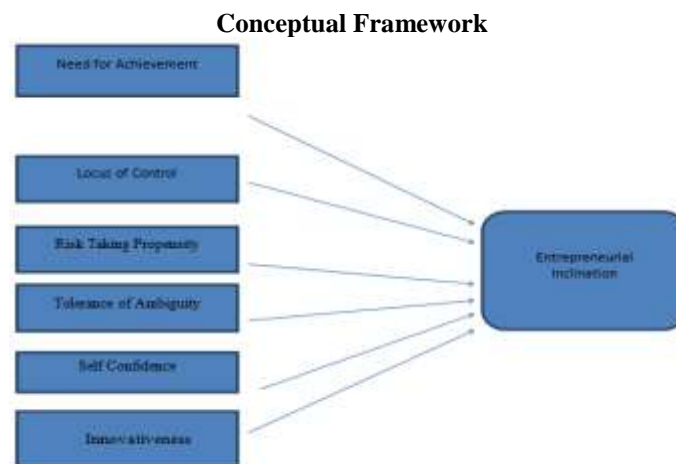 Conceptual Framework
Need for Achievement
Locus of Control
Risk Taking Propensity
Tolerance of Ambiguity
Self Confidence
Innovativeness
Entrepreneurial
Inclination